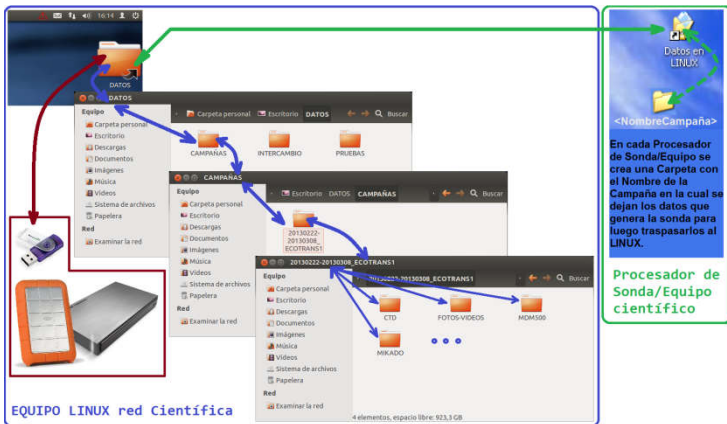 16:14
DATOS
Datos en
LINUX
<NombreCampaña>
En cada Procesador
de Sonda/Equipo se
crea una Carpeta con
el Nombre de la
Campaña en la cual se
dejan los datos que
genera la sonda para
luego traspasarlos al
LINUX.
Procesador de
Sonda/Equipo
científico
DATOS
Equipo
Carpeta personal
Escritorio
Descargas
Documentos
Imágenes
Música
Vídeos
Sistema de archivos
Papelera
Red
Examinar la red
Carpeta personal Escritorio DATOS Buscar
CAMPAÑAS INTERCAMBIO PRUEBAS
CAMPAÑAS
Equipo
Carpeta personal
Escritorio
Descargas
Documentos
Imágenes
Música
Vídeos
Sistema de archivos
Papelera
Red
Examinar la red
Escritorio DATOS CAMPAÑAS Buscar
20130222-
20130308_
ECOTRANS1
20130222-20130308_ECOTRANS1
Equipo
Carpeta personal
Escritorio
Descargas
Documentos
Imágenes
Música
Vídeos
Sistema de archivos
Papelera
Red
Examinar la red
20130222-20130308_ECOTRANS1 Buscar
CTD FOTOS-VIDEOS MDM500
MIKADO
4 elementos, espacio libre: 923,3 GB
EQUIPO LINUX red Científica